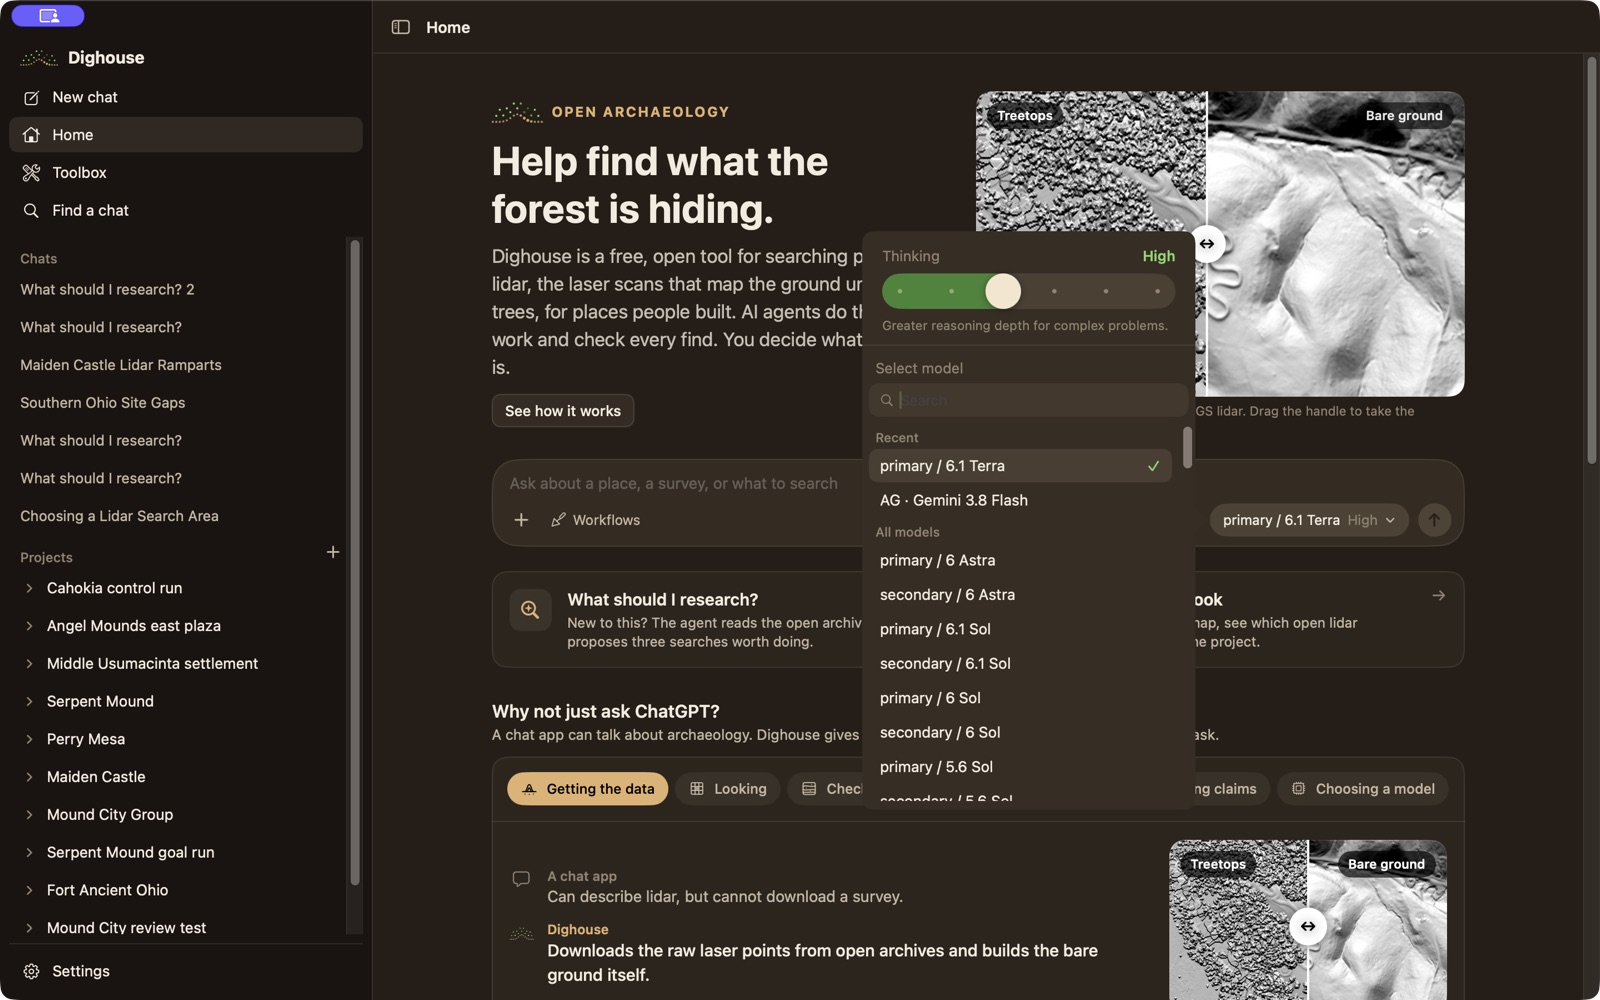 Dighouse
New chat
Home
Toolbox
Find a chat
Chats
What should I research? 2
What should I research?
Maiden Castle Lidar Ramparts
Southern Ohio Site Gaps
What should I research?
What should I research?
Choosing a Lidar Search Area
Projects
Cahokia control run
Angel Mounds east plaza
Middle Usumacinta settlement
Serpent Mound
Perry Mesa
Maiden Castle
Mound City Group
Serpent Mound goal run
Fort Ancient Ohio
Mound City review test
Settings
Home
OPEN ARCHAEOLOGY
Help find what the
forest is hiding.
Dighouse is a free, open tool for searching
lidar, the laser scans that map the ground
trees, for places people built. AI agents do
work and check every find. You decide what
is.
See how it works
Treetops
Bare ground
GS lidar. Drag the handle to take the
Ask about a place, a survey, or what to search
Workflows
primary / 6.1 Terra High
What should I research?
New to this? The agent reads the open
proposes three searches worth doing.
see which open lidar
project.
Why not just ask ChatGPT?
A chat app can talk about archaeology. Dighouse gives
ask.
Getting the data
Looking
claims
Choosing a model
A chat app
Can describe lidar, but cannot download a survey.
Dighouse
Downloads the raw laser points from open archives and builds the bare
ground itself.
Treetops
Bare ground
Thinking
High
Greater reasoning depth for complex problems.
Select model
Search
Recent
primary / 6.1 Terra
AG · Gemini 3.8 Flash
All models
primary / 6 Astra
secondary / 6 Astra
primary / 6.1 Sol
secondary / 6.1 Sol
primary / 6 Sol
secondary / 6 Sol
primary / 5.6 Sol
secondary / 5.6 Sol